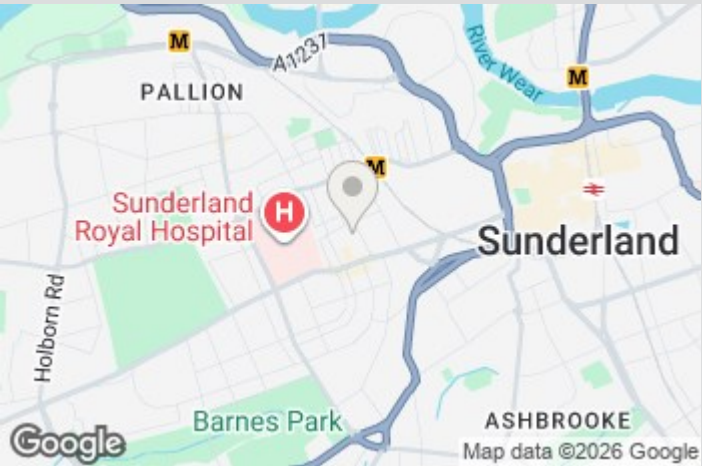 M
A1231
River Wear
M
PALLION
M
Sunderland
Royal Hospital
H
Sunderland
Holborn Rd
Barnes Park
ASHBROOKE
Google
Map data ©2026 Google